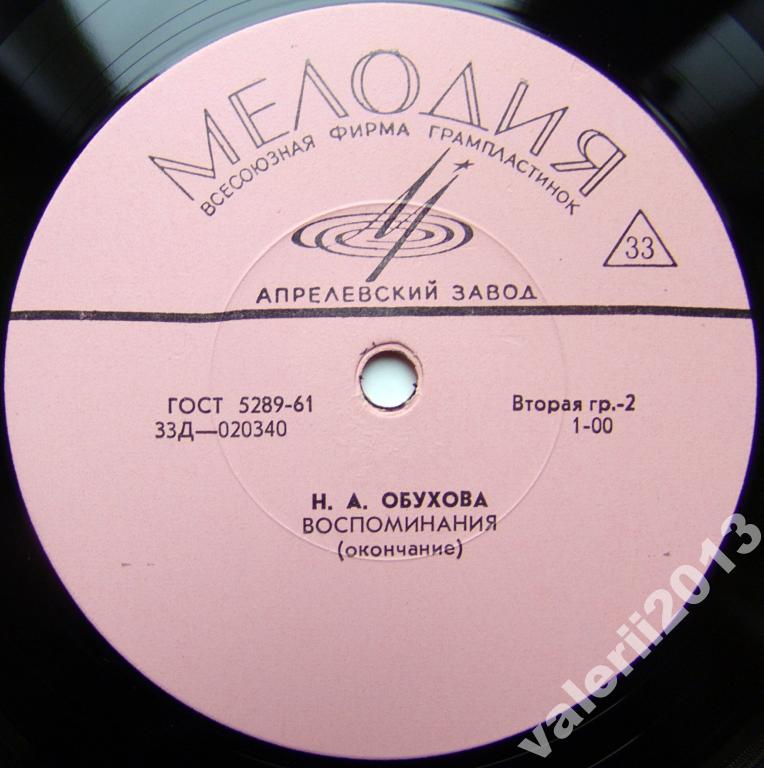 МЕЛОДИЯ
ВСЕСОЮЗНАЯ ФИРМА ГРАМПЛАСТИНОК
33
АПРЕЛЕВСКИЙ ЗАВОД
ГОСТ 5289-61
Вторая гр.-2
33Д—020340
1-00
Н. А. ОБУХОВА
ВОСПОМИНАНИЯ
(окончание)
valerii2013